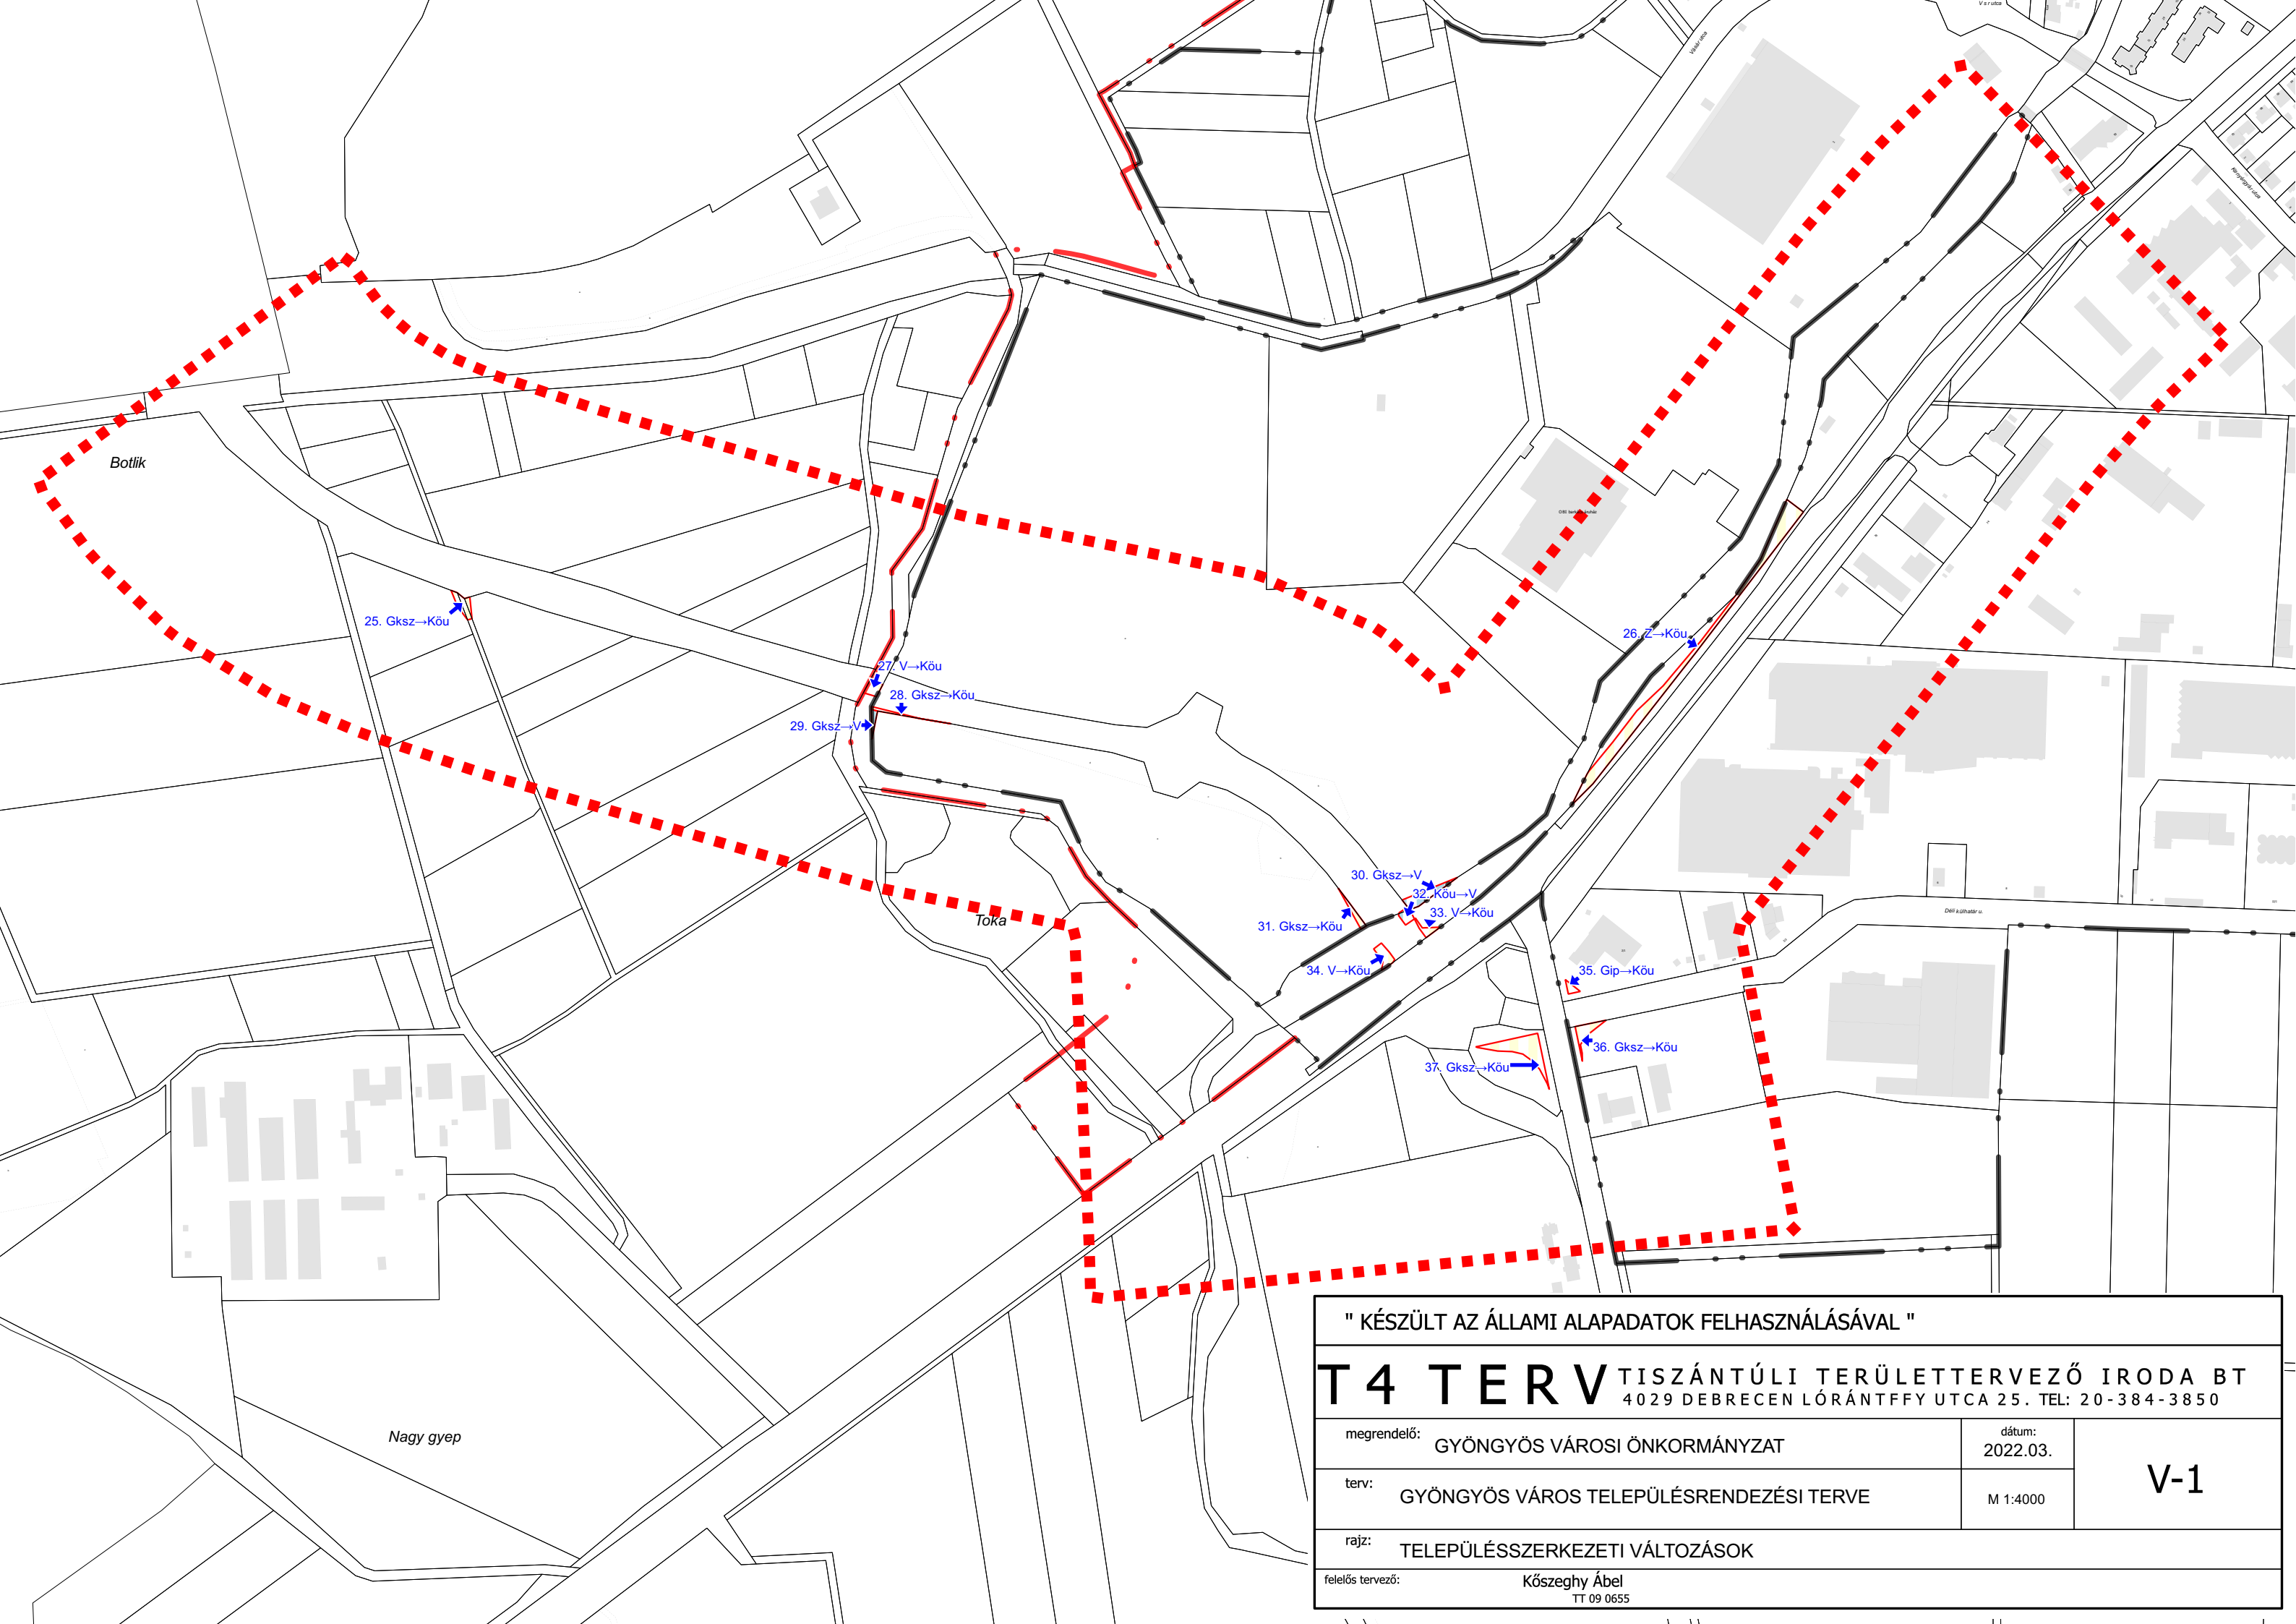 Vásár utca
Botlik
25. Gksz→Köu
26. Z→Köu
27. V→Köu
28. Gksz→Köu
29. Gksz→V
30. Gksz→V
32. Köu→V
33. V→Köu
31. Gksz→Köu
Toka
34. V→Köu
35. Gip→Köu
36. Gksz→Köu
37. Gksz→Köu
Nagy gyep
" KÉSZÜLT AZ ÁLLAMI ALAPADATOK FELHASZNÁLÁSÁVAL "
T4 TERV TISZÁNTÚLI TERÜLETTERVEZŐ IRODA BT
4029 DEBRECEN LÓRÁNTFFY UTCA 25. TEL: 20-384-3850
megrendelő: GYÖNGYÖS VÁROSI ÖNKORMÁNYZAT
dátum:
2022.03.
terv: GYÖNGYÖS VÁROS TELEPÜLÉSRENDEZÉSI TERVE
M 1:4000
V-1
rajz: TELEPÜLÉSSZERKEZETI VÁLTOZÁSOK
felelős tervező: Kőszeghy Ábel
TT 09 0655